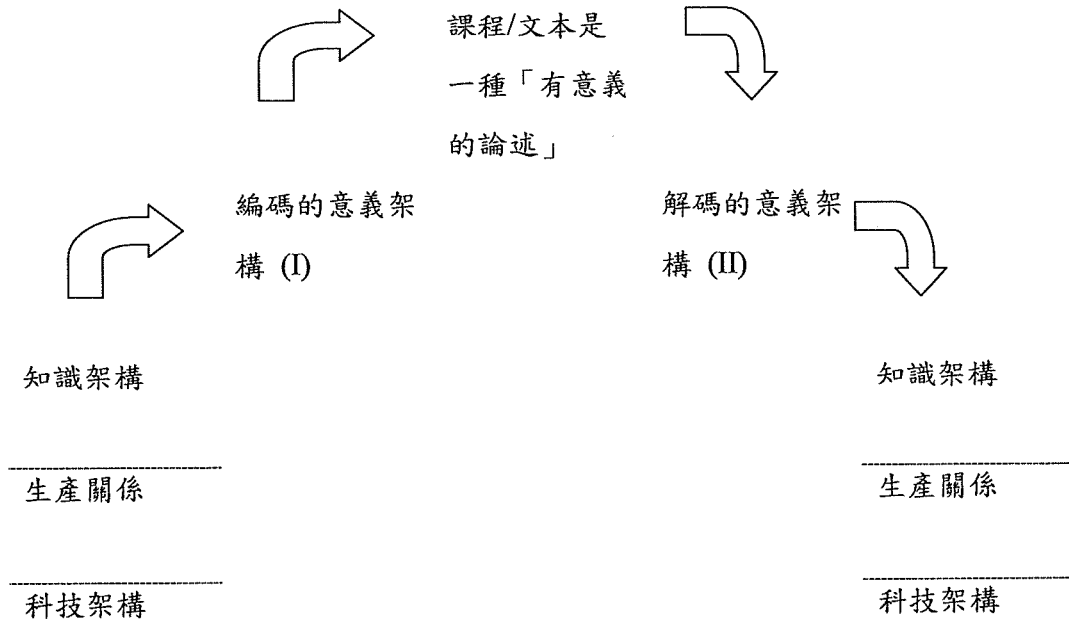 課程/文本是
一種「有意義
的論述」
編碼的意義架
構 (I)
解碼的意義架
構 (II)
知識架構
生產關係
科技架構
知識架構
生產關係
科技架構